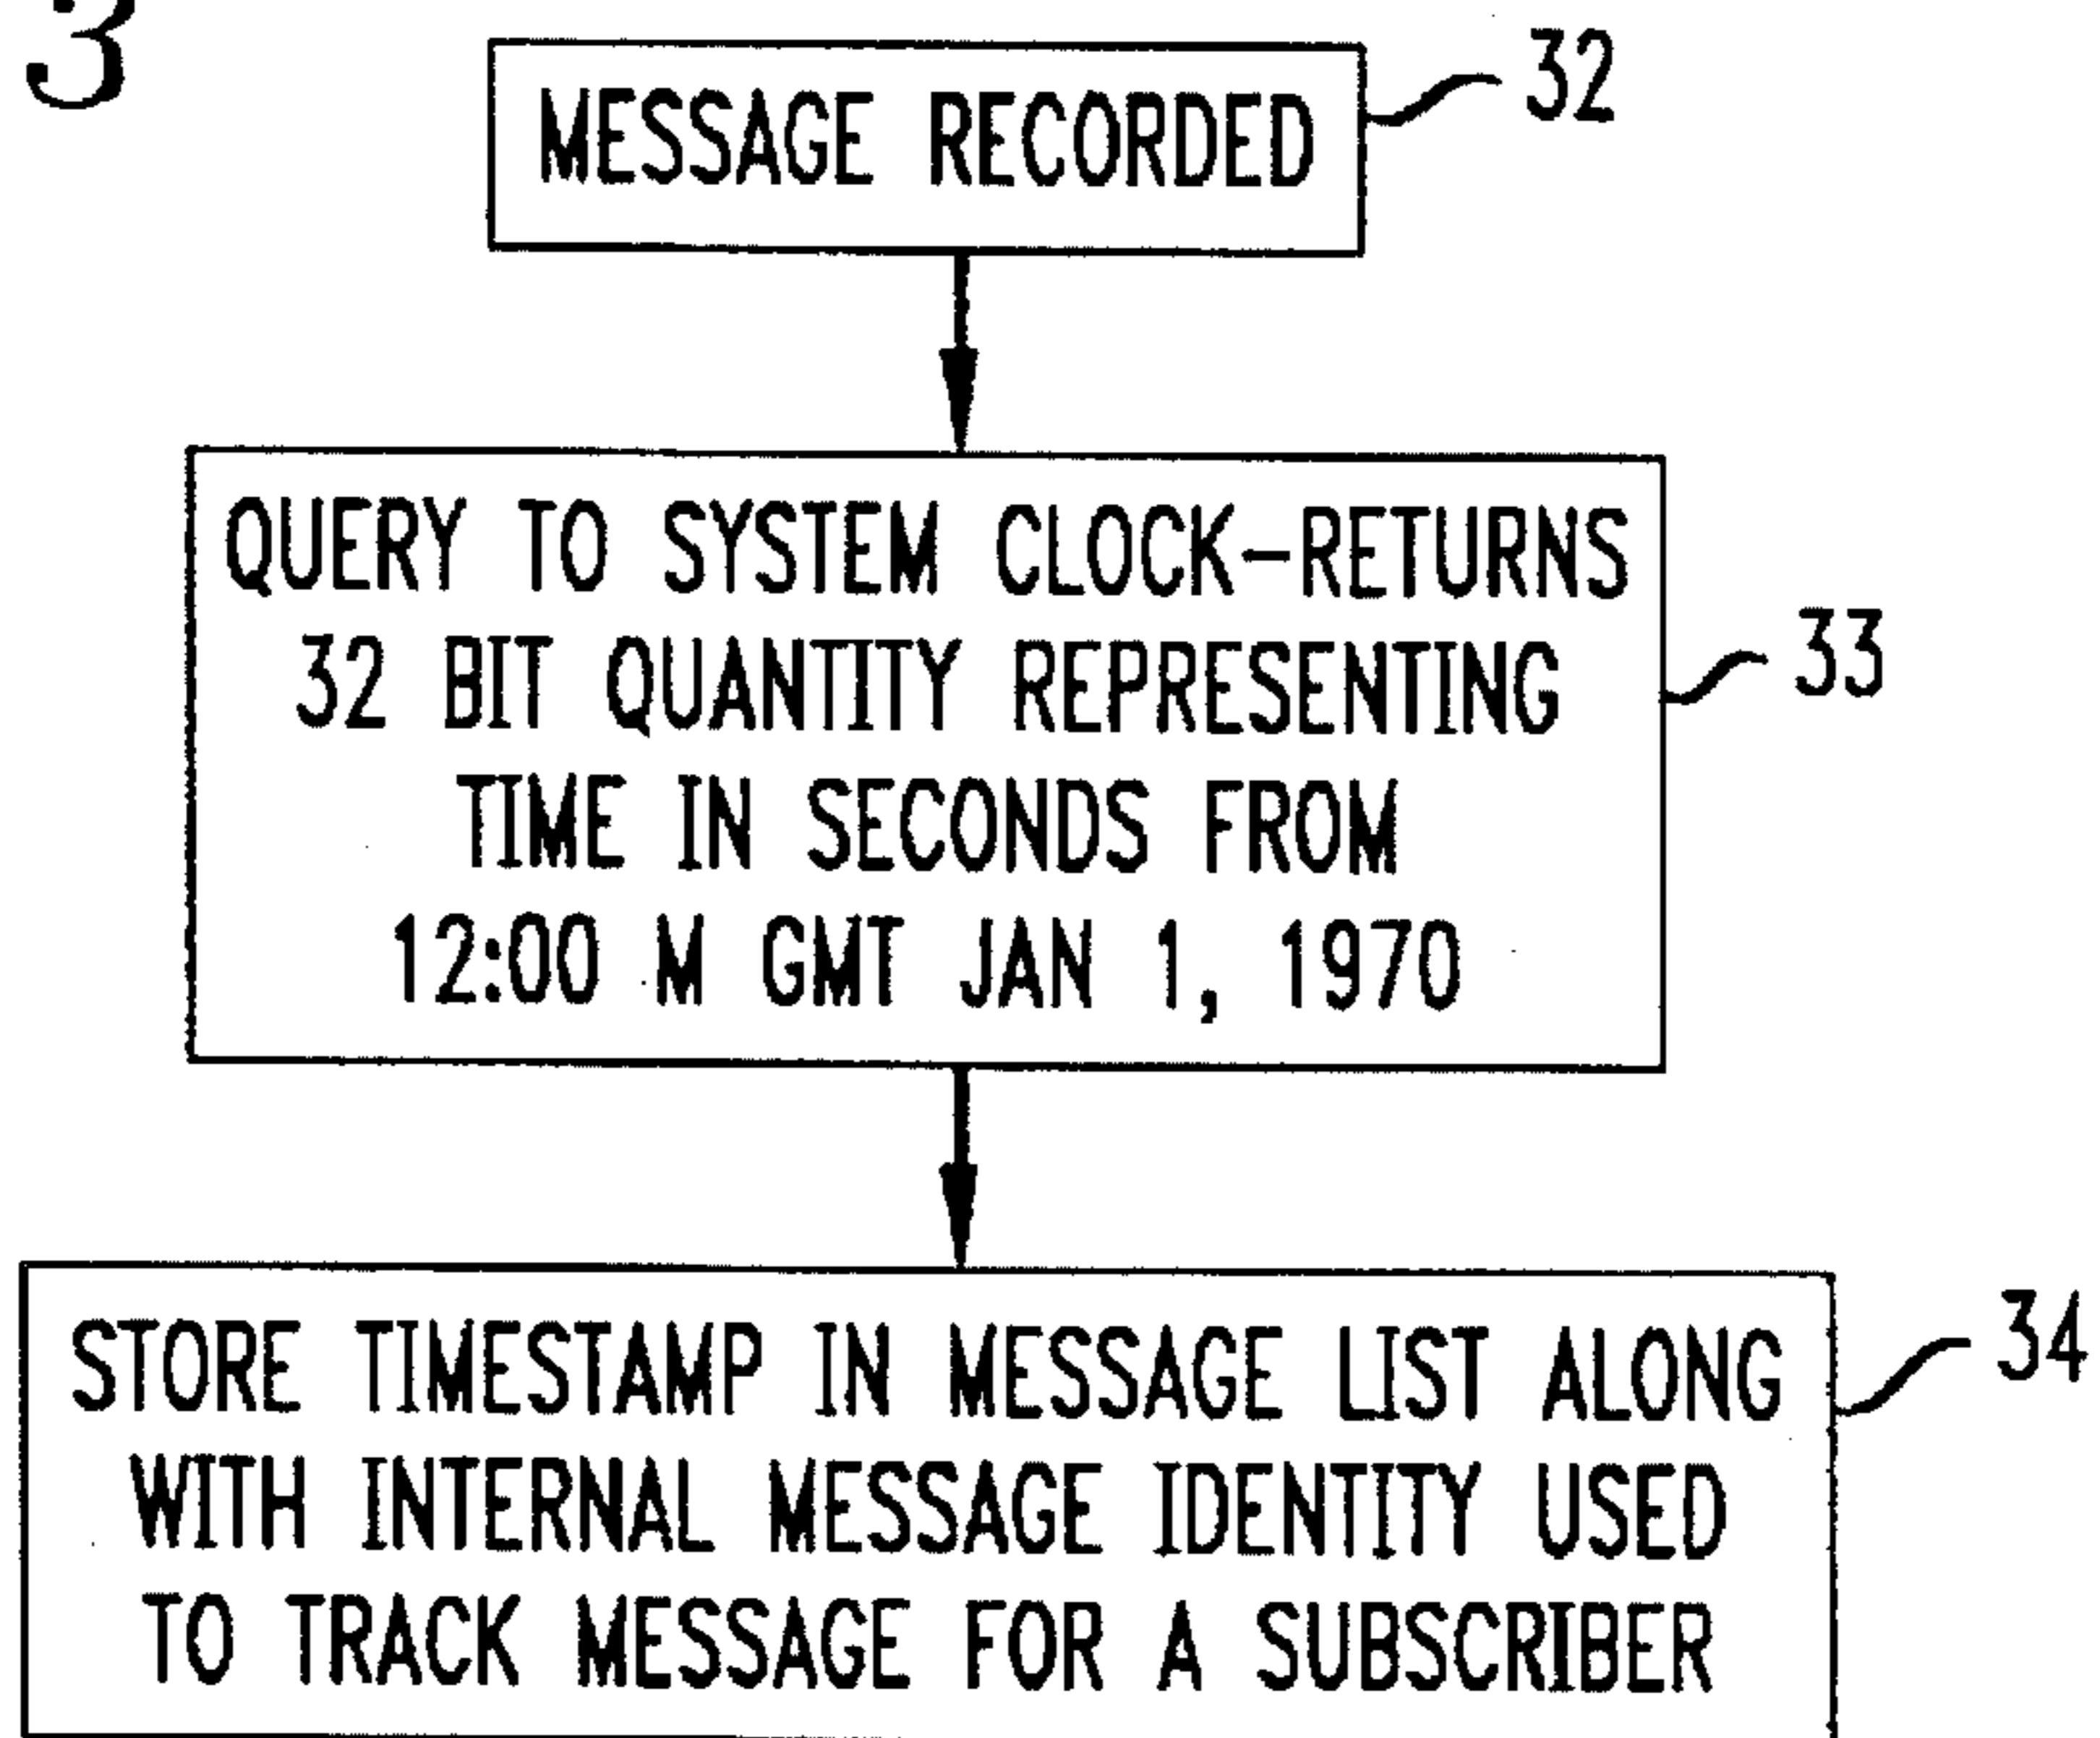 3
MESSAGE RECORDED
32
QUERY TO SYSTEM CLOCK-RETURNS
32 BIT QUANTITY REPRESENTING
TIME IN SECONDS FROM
12:00 M GMT JAN 1, 1970
33
STORE TIMESTAMP IN MESSAGE LIST ALONG
WITH INTERNAL MESSAGE IDENTITY USED
TO TRACK MESSAGE FOR A SUBSCRIBER
34